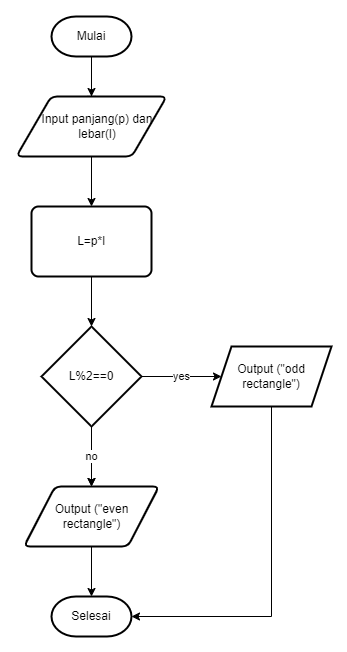 Mulai
Input panjang(p) dan
lebar(l)
L=p*l
L%2==0
yes
Output ("odd
rectangle")
no
Output ("even
rectangle")
Selesai